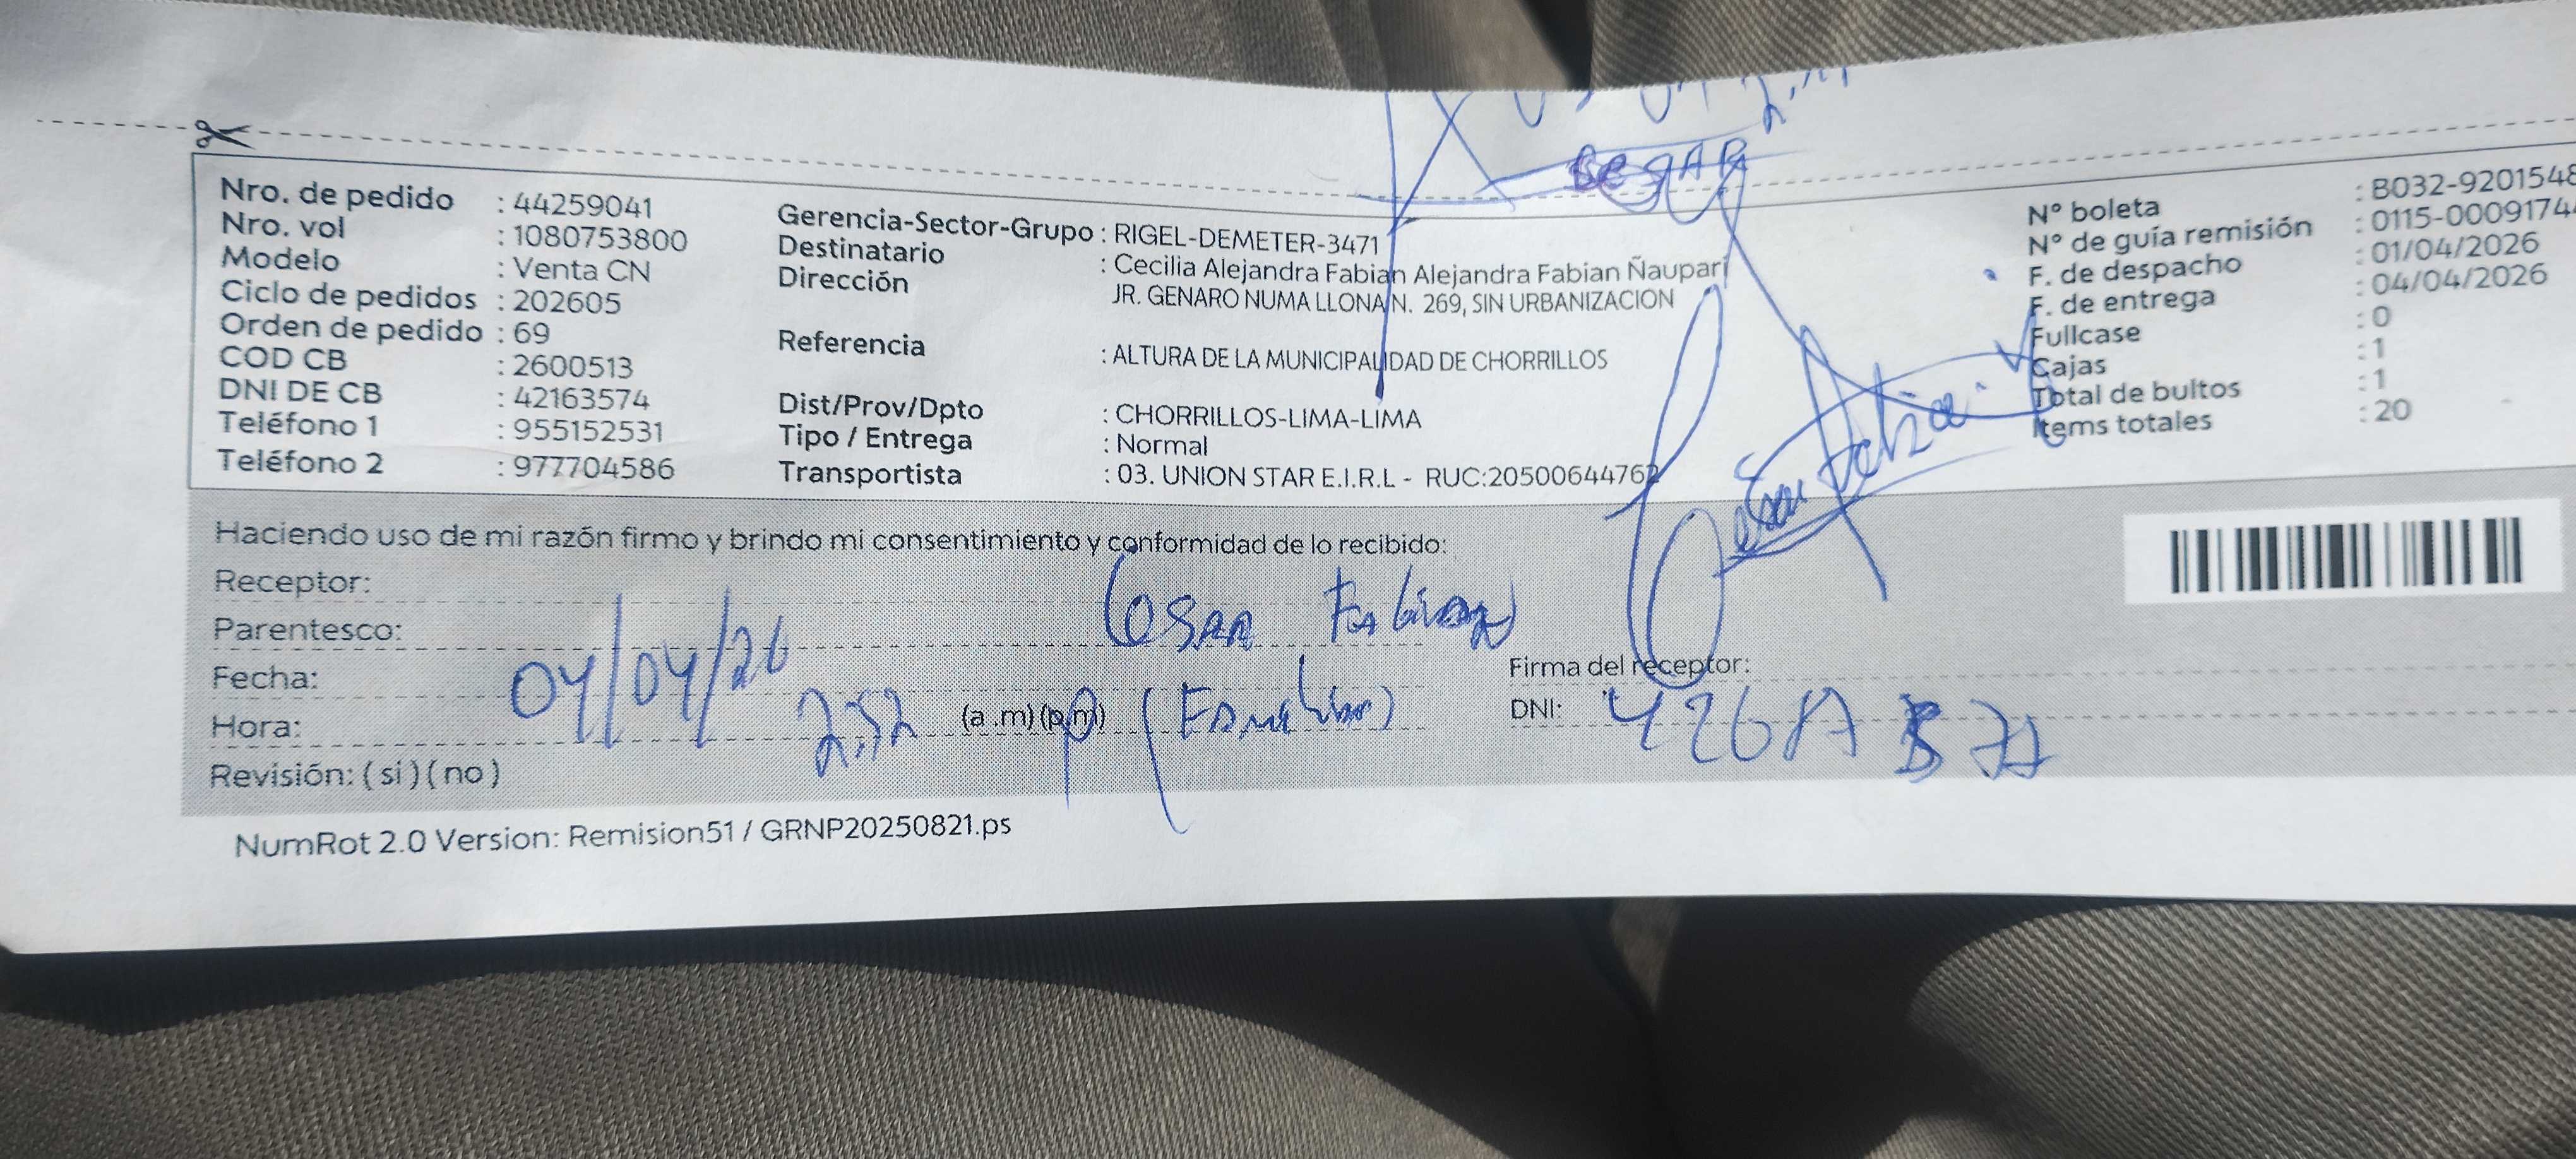 Nro. de pedido : 44259041
Nro. vol : 1080753800
Modelo : Venta CN
Ciclo de pedidos : 202605
Orden de pedido : 69
COD CB : 2600513
DNI DE CB : 42163574
Teléfono 1 : 955152531
Teléfono 2 : 977704586
Gerencia-Sector-Grupo : RIGEL-DEMETER-3471
Destinatario : Cecilia Alejandra Fabian Alejandra Fabian Ñaupari
Dirección JR. GENARO NUMA LLONA N. 269, SIN URBANIZACION
Referencia : ALTURA DE LA MUNICIPALIDAD DE CHORRILLOS
Dist/Prov/Dpto : CHORRILLOS-LIMA-LIMA
Tipo / Entrega : Normal
Transportista : 03. UNION STAR E.I.R.L - RUC:20500644762
N° boleta : B032-9201548
N° de guía remisión : 0115-0009174
F. de despacho : 01/04/2026
F. de entrega : 04/04/2026
Fullcase : 0
Cajas : 1
Total de bultos : 1
Items totales : 20
Haciendo uso de mi razón firmo y brindo mi consentimiento y conformidad de lo recibido:
Receptor: Cesar Fabian
Parentesco:
Fecha: 04/04/26
Hora: 2:52 (a .m) (p.m) (Familiar)
Revisión: ( si ) ( no )
Firma del receptor:
DNI:
NumRot 2.0 Version: Remision51 / GRNP20250821.ps